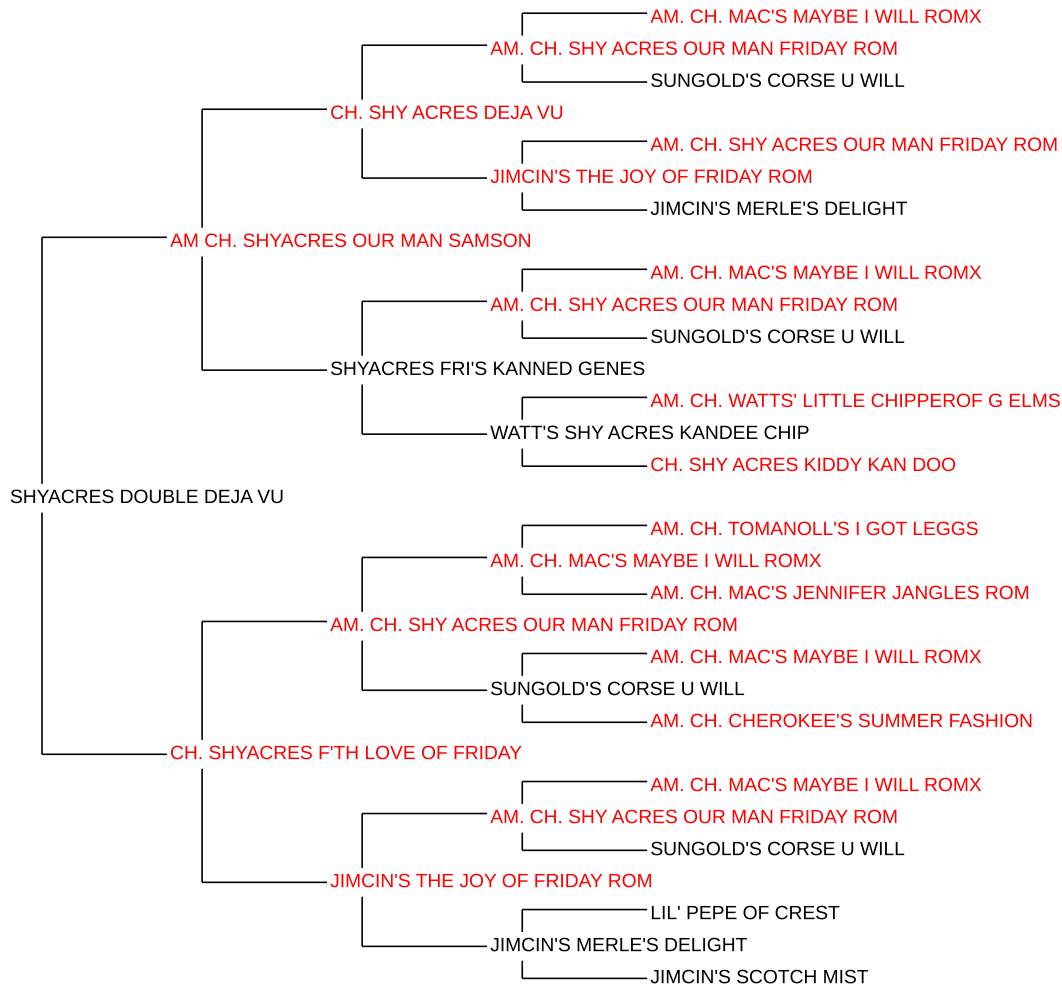 AM. CH. MAC'S MAYBE I WILL ROMX
AM. CH. SHY ACRES OUR MAN FRIDAY ROM
SUNGOLD'S CORSE U WILL
CH. SHY ACRES DEJA VU
AM. CH. SHY ACRES OUR MAN FRIDAY ROM
JIMCIN'S THE JOY OF FRIDAY ROM
JIMCIN'S MERLE'S DELIGHT
AM CH. SHYACRES OUR MAN SAMSON
AM. CH. MAC'S MAYBE I WILL ROMX
AM. CH. SHY ACRES OUR MAN FRIDAY ROM
SUNGOLD'S CORSE U WILL
SHYACRES FRI'S KANNED GENES
AM. CH. WATTS' LITTLE CHIPPEROF G ELMS
WATT'S SHY ACRES KANDEE CHIP
CH. SHY ACRES KIDDY KAN DOO
SHYACRES DOUBLE DEJA VU
AM. CH. TOMANOLL'S I GOT LEGGS
AM. CH. MAC'S MAYBE I WILL ROMX
AM. CH. MAC'S JENNIFER JANGLES ROM
AM. CH. SHY ACRES OUR MAN FRIDAY ROM
AM. CH. MAC'S MAYBE I WILL ROMX
SUNGOLD'S CORSE U WILL
AM. CH. CHEROKEE'S SUMMER FASHION
CH. SHYACRES F'TH LOVE OF FRIDAY
AM. CH. MAC'S MAYBE I WILL ROMX
AM. CH. SHY ACRES OUR MAN FRIDAY ROM
SUNGOLD'S CORSE U WILL
JIMCIN'S THE JOY OF FRIDAY ROM
LIL' PEPE OF CREST
JIMCIN'S MERLE'S DELIGHT
JIMCIN'S SCOTCH MIST